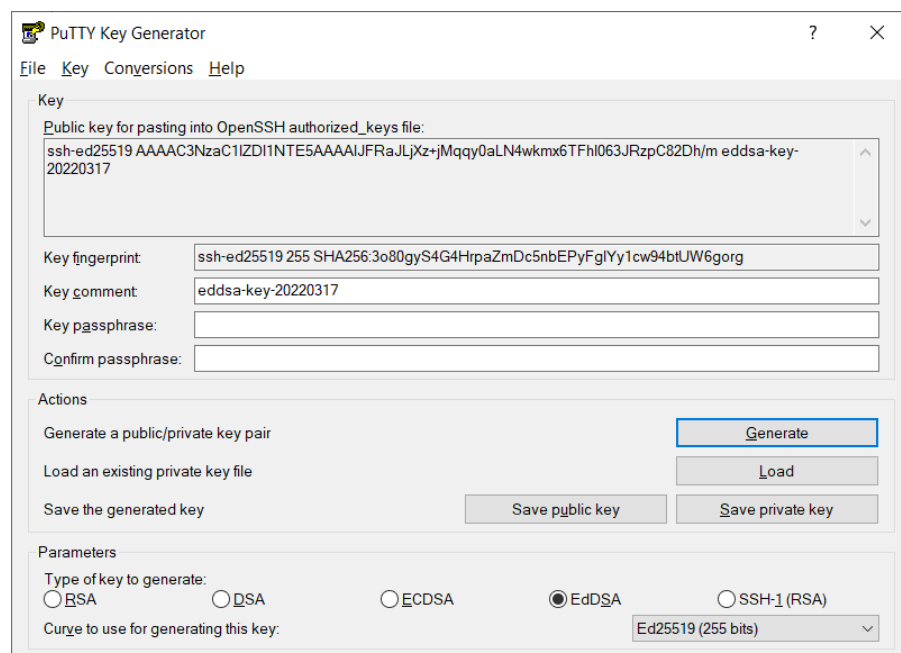 PuTTY Key Generator
?
File Key Conversions Help
Key
Public key for pasting into OpenSSH authorized_keys file:
ssh-ed25519 AAAAC3NzaC1lZDI1NTE5AAAAIJFRaJLjXz+jMqqy0aLN4wkmx6TFhl063JRzpC82Dh/m eddsa-key-
20220317
Key fingerprint: ssh-ed25519 255 SHA256:3o80gyS4G4HrpaZmDc5nbEPyFglYy1cw94btUW6gorg
Key comment: eddsa-key-20220317
Key passphrase:
Confirm passphrase:
Actions
Generate a public/private key pair Generate
Load an existing private key file Load
Save the generated key Save public key Save private key
Parameters
Type of key to generate:
RSA DSA ECDSA EdDSA SSH-1 (RSA)
Curve to use for generating this key: Ed25519 (255 bits)